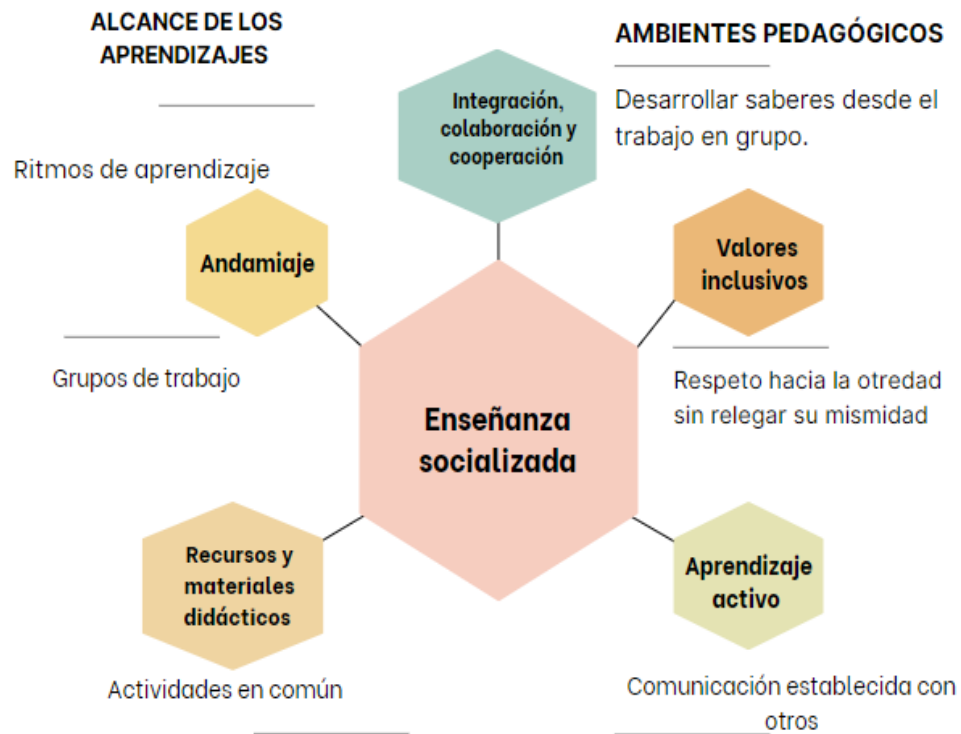 ALCANCE DE LOS
APRENDIZAJES
AMBIENTES PEDAGÓGICOS
Integración,
colaboración y
cooperación
Desarrollar saberes desde el
trabajo en grupo.
Ritmos de aprendizaje
Andamiaje
Valores
inclusivos
Grupos de trabajo
Respeto hacia la otredad
sin relegar su mismidad
Enseñanza
socializada
Recursos y
materiales
didácticos
Aprendizaje
activo
Actividades en común
Comunicación establecida con
otros